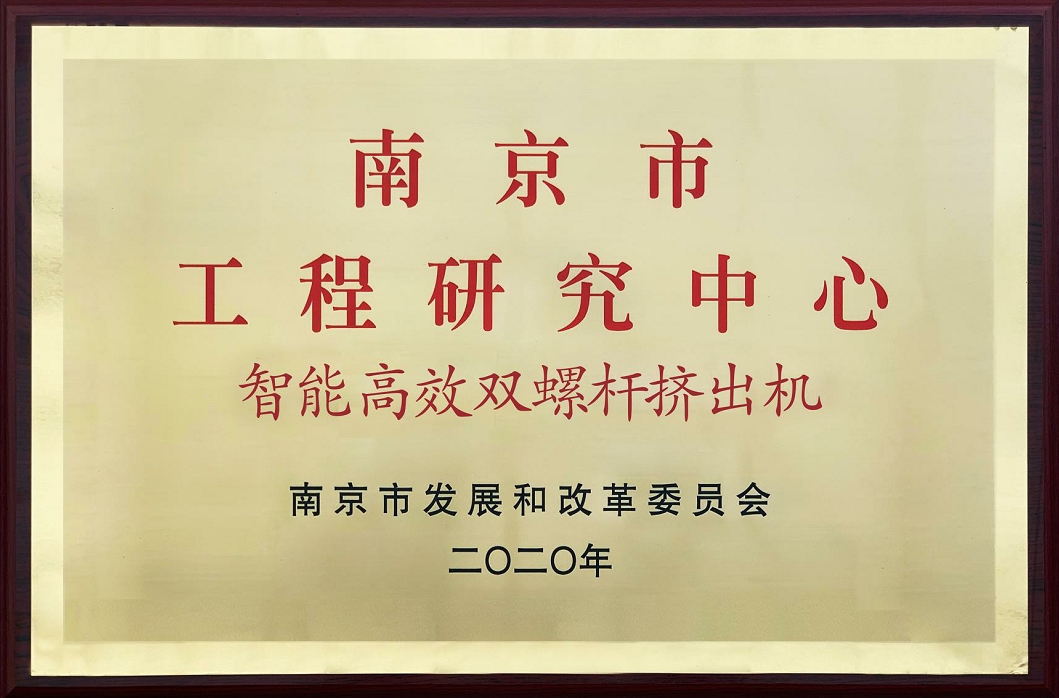 南京市
工程研究中心
智能高效双螺杆挤出机
南京市发展和改革委员会
二〇二〇年